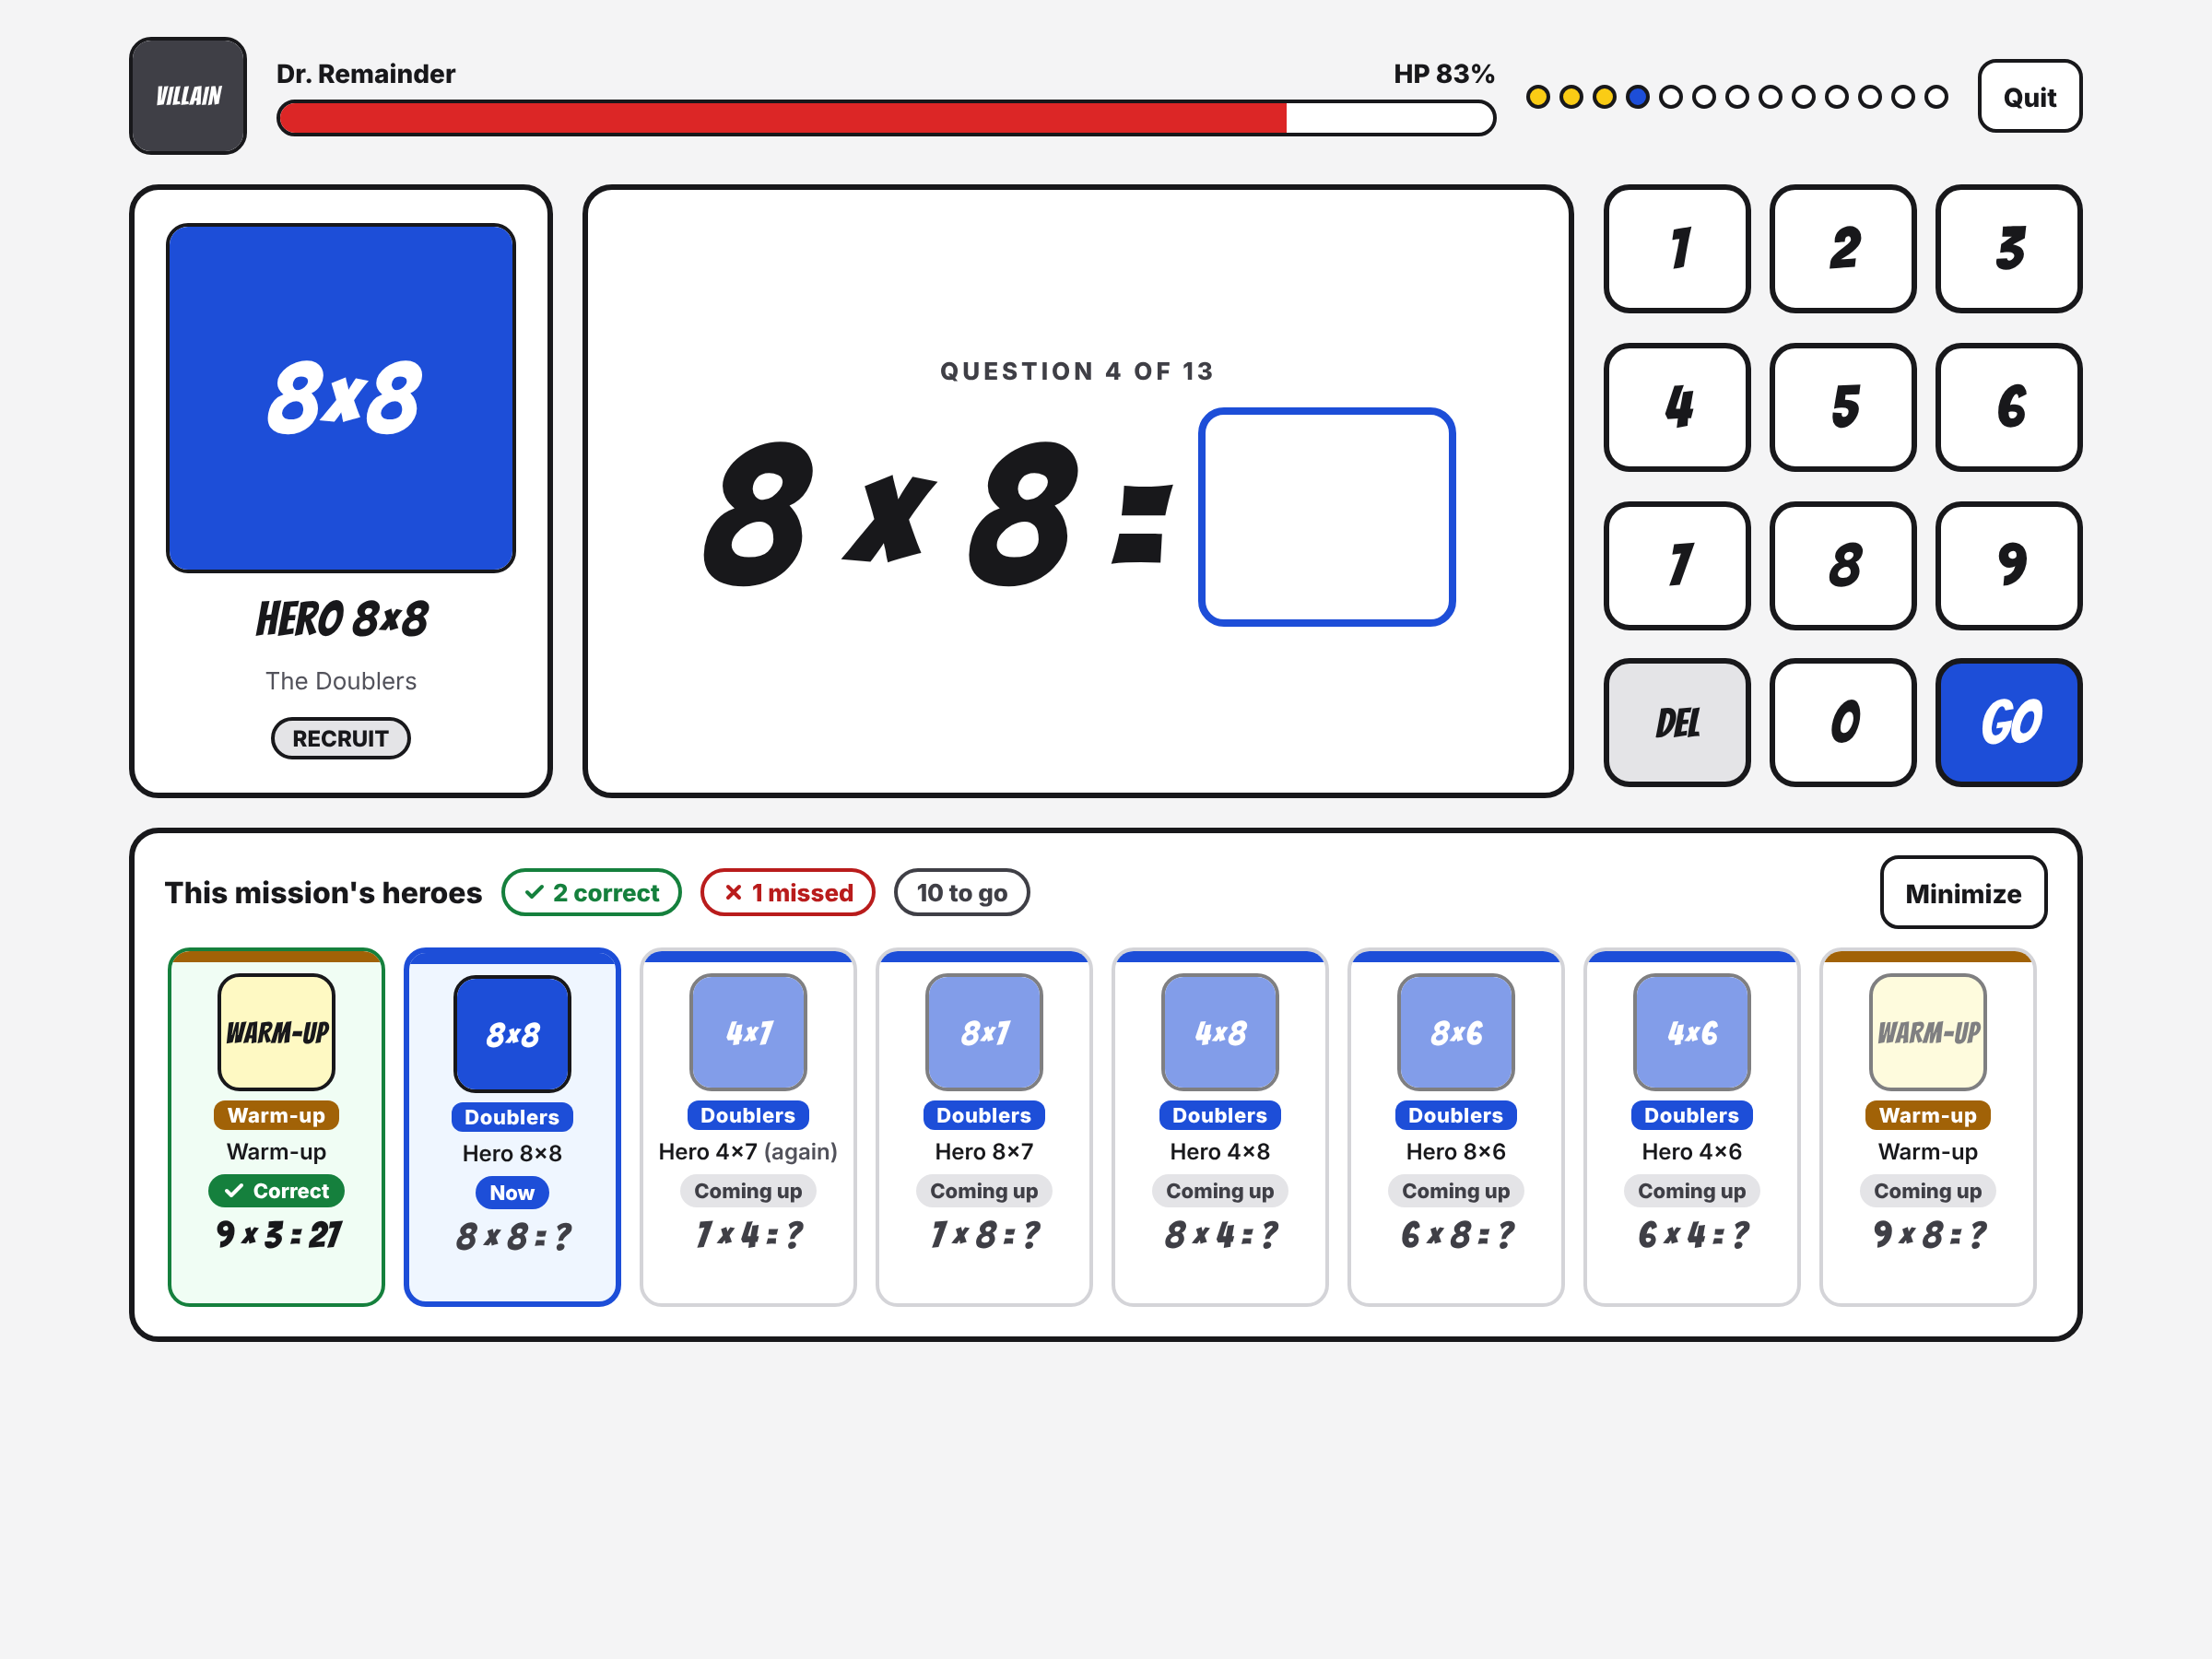 VILLAIN
Dr. Remainder
HP 83%
Quit
8x8
HERO 8x8
The Doublers
RECRUIT
QUESTION 4 OF 13
8 x 8 =
1
2
3
4
5
6
7
8
9
DEL
0
GO
This mission's heroes
✓ 2 correct
✕ 1 missed
10 to go
Minimize
WARM-UP
Warm-up
Warm-up
✓ Correct
9 x 3 = 27
8x8
Doublers
Hero 8×8
Now
8 x 8 = ?
4x7
Doublers
Hero 4×7 (again)
Coming up
7 x 4 = ?
8x7
Doublers
Hero 8×7
Coming up
7 x 8 = ?
4x8
Doublers
Hero 4×8
Coming up
8 x 4 = ?
8x6
Doublers
Hero 8×6
Coming up
6 x 8 = ?
4x6
Doublers
Hero 4×6
Coming up
6 x 4 = ?
WARM-UP
Warm-up
Warm-up
Coming up
9 x 8 = ?